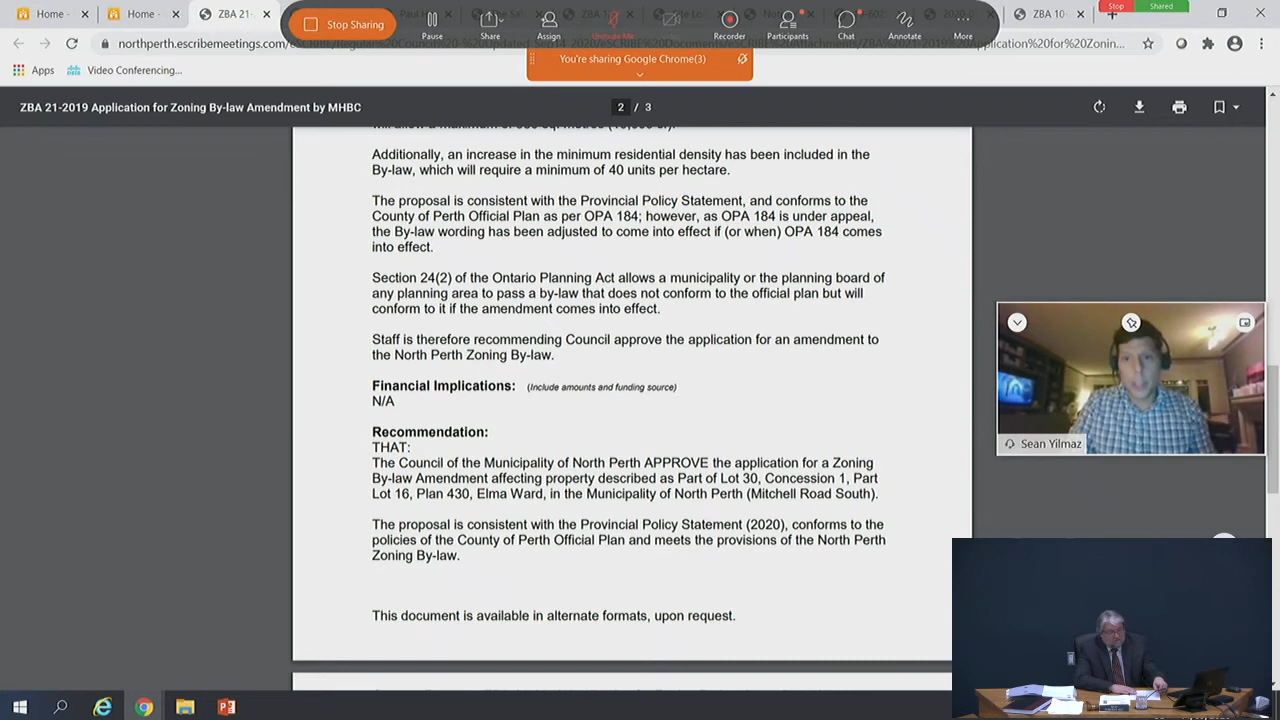 Home -
Home -
ZBA 21-
ZBA 10-
Stop Sharing
Pause
Share
Assign
Unmute Me
Recorder
Participants
Chat
Annotate
More
Stop
Shared
northperth.escribemeetings.com/
You're sharing Google Chrome(3)
Apps
Video Conferencing...
ZBA 21-2019 Application for Zoning By-law Amendment by MHBC
2 / 3
Additionally, an increase in the minimum residential density has been included in the
By-law, which will require a minimum of 40 units per hectare.
The proposal is consistent with the Provincial Policy Statement, and conforms to the
County of Perth Official Plan as per OPA 184; however, as OPA 184 is under appeal,
the By-law wording has been adjusted to come into effect if (or when) OPA 184 comes
into effect.
Section 24(2) of the Ontario Planning Act allows a municipality or the planning board of
any planning area to pass a by-law that does not conform to the official plan but will
conform to it if the amendment comes into effect.
Staff is therefore recommending Council approve the application for an amendment to
the North Perth Zoning By-law.
Financial Implications: (Include amounts and funding source)
N/A
Recommendation:
THAT:
The Council of the Municipality of North Perth APPROVE the application for a Zoning
By-law Amendment affecting property described as Part of Lot 30, Concession 1, Part
Lot 16, Plan 430, Elma Ward, in the Municipality of North Perth (Mitchell Road South).
The proposal is consistent with the Provincial Policy Statement (2020), conforms to the
policies of the County of Perth Official Plan and meets the provisions of the North Perth
Zoning By-law.
This document is available in alternate formats, upon request.
Sean Yilmaz